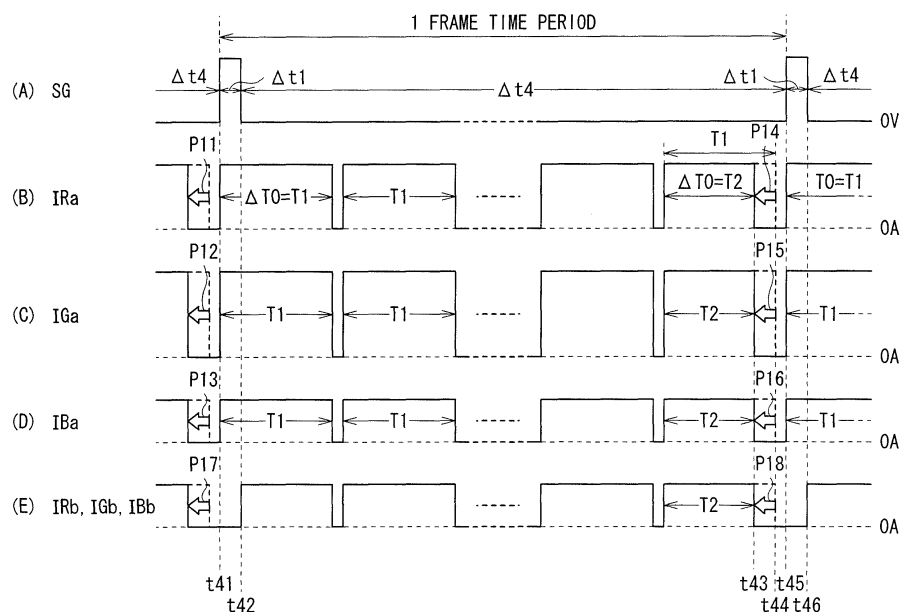 1 FRAME TIME PERIOD
Δt4 Δt1 Δt4 Δt1 Δt4
(A) SG
0V
P11 T1 P14
(B) IRa ΔT0=T1 T1 ΔT0=T2 T0=T1
0A
P12 P15
(C) IGa T1 T1 T2 T1
0A
P13 P16
(D) IBa T1 T1 T2 T1
0A
P17 P18
(E) IRb, IGb, IBb T2
0A
t41 t43 t45
t42 t44 t46